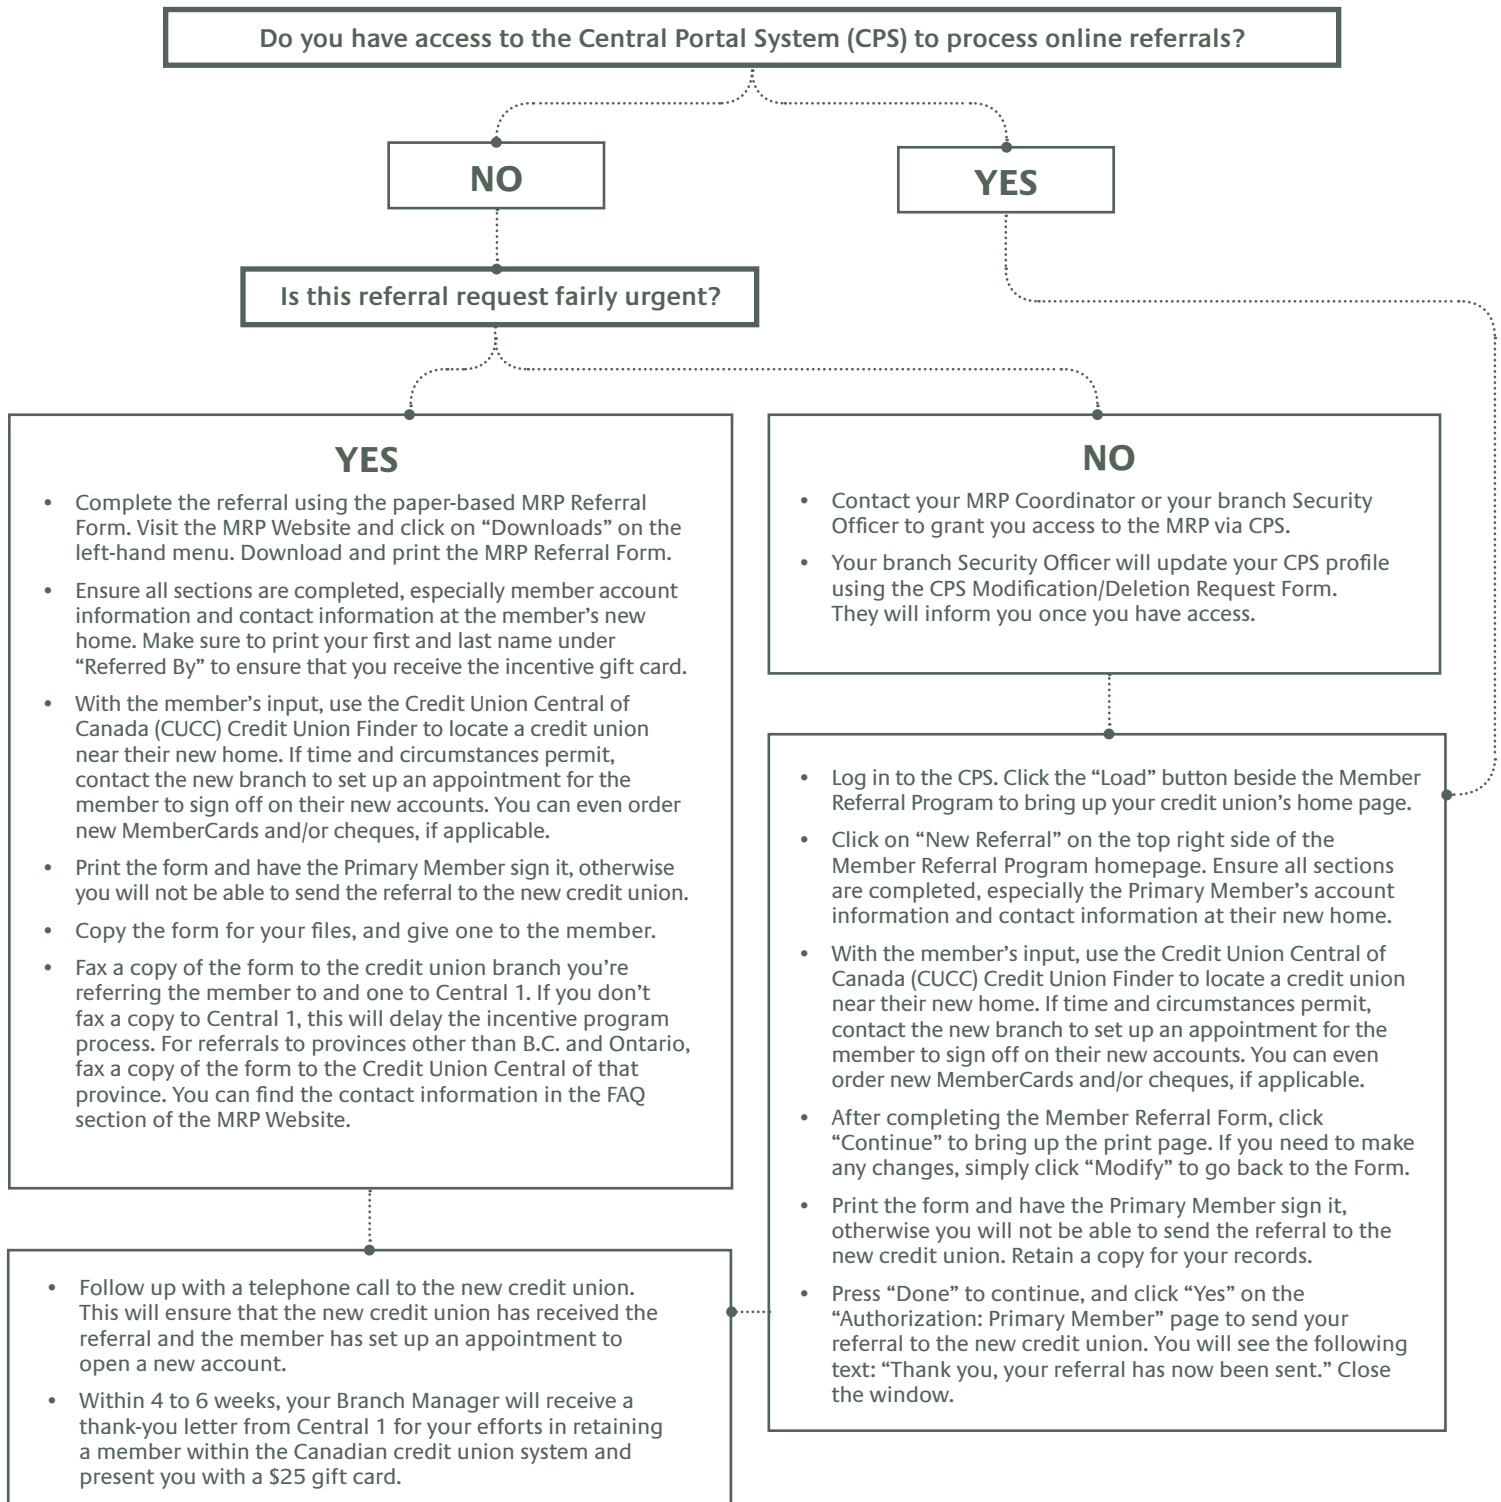 Do you have access to the Central Portal System (CPS) to process online referrals?
NO
YES
Is this referral request fairly urgent?
YES
• Complete the referral using the paper-based MRP Referral
Form. Visit the MRP Website and click on “Downloads” on the
left-hand menu. Download and print the MRP Referral Form.
• Ensure all sections are completed, especially member account
information and contact information at the member’s new
home. Make sure to print your first and last name under
“Referred By” to ensure that you receive the incentive gift card.
• With the member’s input, use the Credit Union Central of
Canada (CUCC) Credit Union Finder to locate a credit union
near their new home. If time and circumstances permit,
contact the new branch to set up an appointment for the
member to sign off on their new accounts. You can even order
new MemberCards and/or cheques, if applicable.
• Print the form and have the Primary Member sign it, otherwise
you will not be able to send the referral to the new credit union.
• Copy the form for your files, and give one to the member.
• Fax a copy of the form to the credit union branch you’re
referring the member to and one to Central 1. If you don’t
fax a copy to Central 1, this will delay the incentive program
process. For referrals to provinces other than B.C. and Ontario,
fax a copy of the form to the Credit Union Central of that
province. You can find the contact information in the FAQ
section of the MRP Website.
NO
• Contact your MRP Coordinator or your branch Security
Officer to grant you access to the MRP via CPS.
• Your branch Security Officer will update your CPS profile
using the CPS Modification/Deletion Request Form.
They will inform you once you have access.
• Log in to the CPS. Click the “Load” button beside the Member
Referral Program to bring up your credit union’s home page.
• Click on “New Referral” on the top right side of the
Member Referral Program homepage. Ensure all sections
are completed, especially the Primary Member’s account
information and contact information at their new home.
• With the member’s input, use the Credit Union Central of
Canada (CUCC) Credit Union Finder to locate a credit union
near their new home. If time and circumstances permit,
contact the new branch to set up an appointment for the
member to sign off on their new accounts. You can even
order new MemberCards and/or cheques, if applicable.
• After completing the Member Referral Form, click
“Continue” to bring up the print page. If you need to make
any changes, simply click “Modify” to go back to the Form.
• Print the form and have the Primary Member sign it,
otherwise you will not be able to send the referral to the
new credit union. Retain a copy for your records.
• Press “Done” to continue, and click “Yes” on the
“Authorization: Primary Member” page to send your
referral to the new credit union. You will see the following
text: “Thank you, your referral has now been sent.” Close
the window.
• Follow up with a telephone call to the new credit union.
This will ensure that the new credit union has received the
referral and the member has set up an appointment to
open a new account.
• Within 4 to 6 weeks, your Branch Manager will receive a
thank-you letter from Central 1 for your efforts in retaining
a member within the Canadian credit union system and
present you with a $25 gift card.